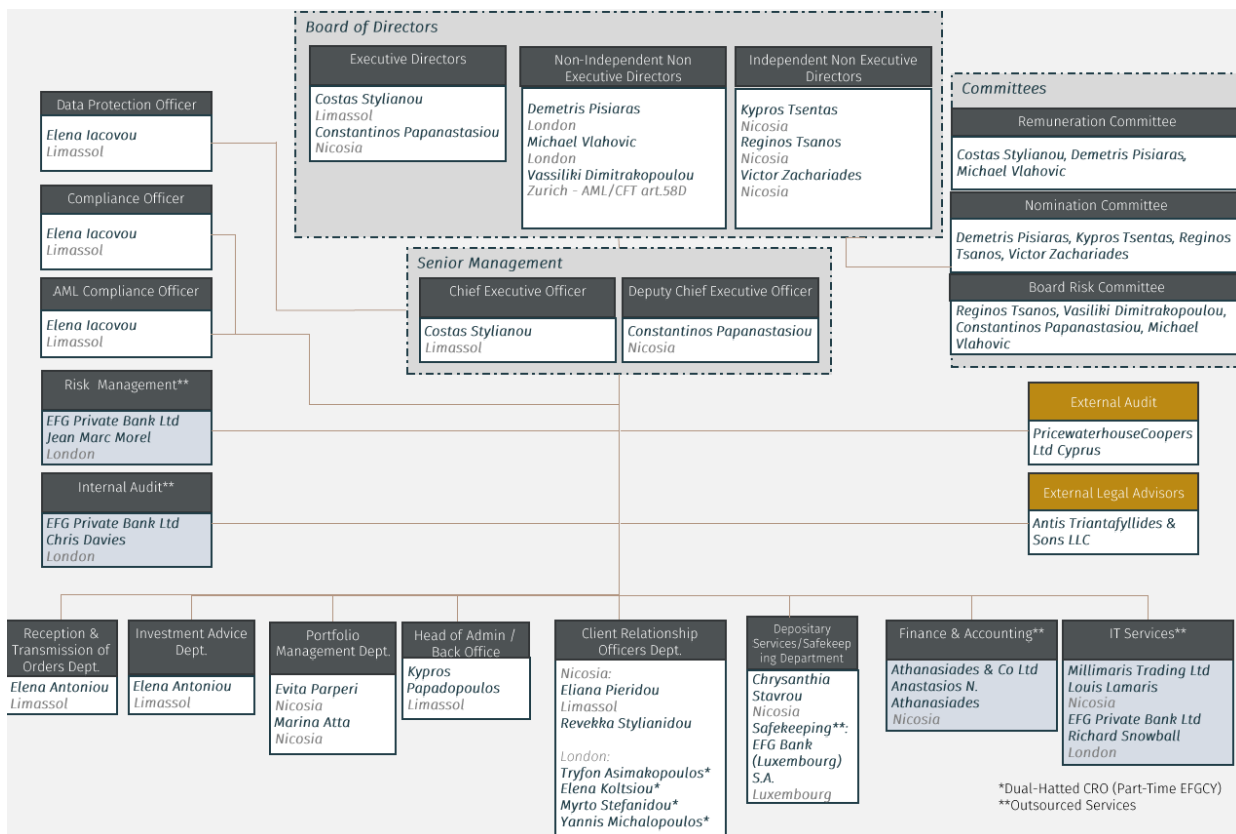 Board of Directors
Executive Directors
Costas Stylianou
Limassol
Constantinos Papanastasiou
Nicosia
Non-Independent Non
Executive Directors
Demetris Pisiaras
London
Michael Vlahovic
London
Vassiliki Dimitrakopoulou
Zurich - AML/CFT art.58D
Independent Non Executive
Directors
Kypros Tsentas
Nicosia
Reginos Tsanos
Nicosia
Victor Zachariades
Nicosia
Committees
Remuneration Committee
Costas Stylianou, Demetris Pisiaras,
Michael Vlahovic
Nomination Committee
Demetris Pisiaras, Kypros Tsentas, Reginos
Tsanos, Victor Zachariades
Board Risk Committee
Reginos Tsanos, Vasiliki Dimitrakopoulou,
Constantinos Papanastasiou, Michael
Vlahovic
Data Protection Officer
Elena Iacovou
Limassol
Compliance Officer
Elena Iacovou
Limassol
AML Compliance Officer
Elena Iacovou
Limassol
Senior Management
Chief Executive Officer
Costas Stylianou
Limassol
Deputy Chief Executive Officer
Constantinos Papanastasiou
Nicosia
Risk Management**
EFG Private Bank Ltd
Jean Marc Morel
London
Internal Audit**
EFG Private Bank Ltd
Chris Davies
London
External Audit
PricewaterhouseCoopers
Ltd Cyprus
External Legal Advisors
Antis Triantafyllides &
Sons LLC
Reception &
Transmission of
Orders Dept.
Elena Antoniou
Limassol
Investment Advice
Dept.
Elena Antoniou
Limassol
Portfolio
Management Dept.
Evita Parperi
Nicosia
Marina Atta
Nicosia
Head of Admin /
Back Office
Kypros
Papadopoulos
Limassol
Client Relationship
Officers Dept.
Nicosia:
Eliana Pieridou
Limassol
Revekka Stylianidou
London:
Tryfon Asimakopoulos*
Elena Koltsiou*
Myrto Stefanidou*
Yannis Michalopoulos*
Depositary
Services/Safekeep
ing Department
Chrysanthia
Stavrou
Nicosia
Safekeeping**:
EFG Bank
(Luxembourg)
S.A.
Luxembourg
Finance & Accounting**
Athanasiades & Co Ltd
Anastasios N.
Athanasiades
Nicosia
IT Services**
Millimaris Trading Ltd
Louis Lamaris
Nicosia
EFG Private Bank Ltd
Richard Snowball
London
*Dual-Hatted CRO (Part-Time EFGCY)
**Outsourced Services